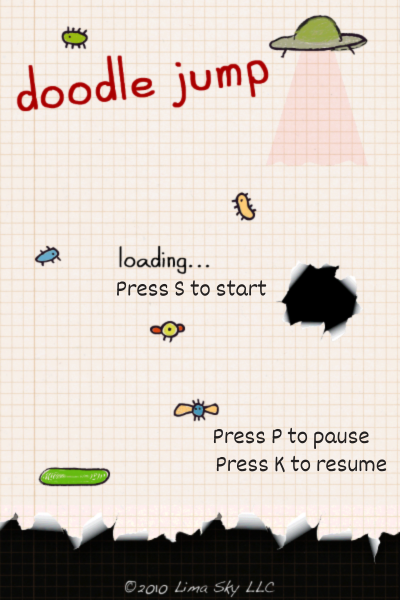 doodle jump
loading...
Press S to start
Press P to pause
Press K to resume
©2010 Lima Sky LLC